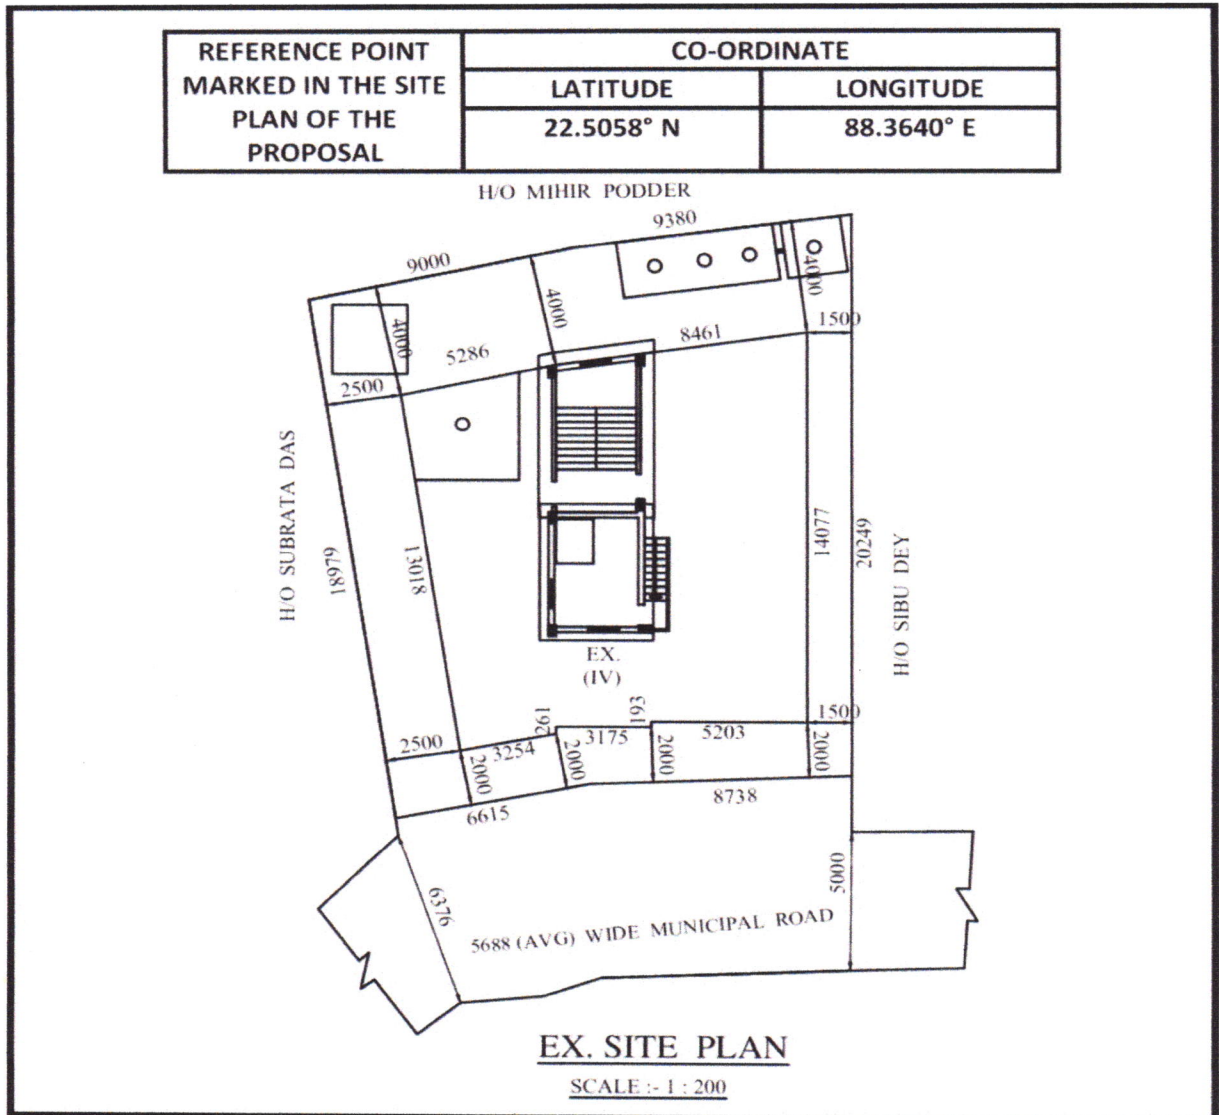 REFERENCE POINT
MARKED IN THE SITE
PLAN OF THE
PROPOSAL
CO-ORDINATE
LATITUDE
LONGITUDE
22.5058° N
88.3640° E
H/O MIHIR PODDER
9380
9000
4000
4000
4000
5286
8461
1500
2500
H/O SUBRATA DAS
18979
13018
14077
20249
H/O SIBU DEY
EX.
(IV)
261
193
1500
2500
3254
3175
5203
2000
2000
2000
2000
6615
8738
6376
5000
5688 (AVG) WIDE MUNICIPAL ROAD
EX. SITE PLAN
SCALE :- 1 : 200